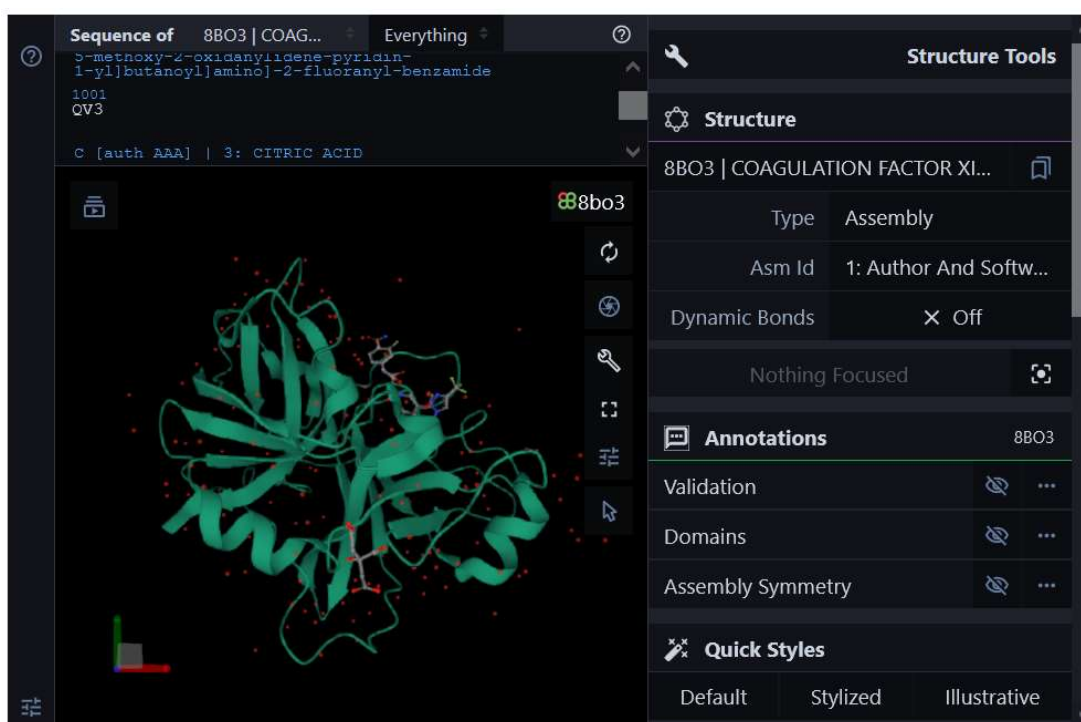 Sequence of 8BO3 | COAG... Everything
5-methoxy-2-oxidanylidene-pyridin-
1-yl]butanoyl]amino]-2-fluoranyl-benzamide
1001
QV3
C [auth AAA] | 3: CITRIC ACID
8bo3
Structure Tools
Structure
8BO3 | COAGULATION FACTOR XI...
Type Assembly
Asm Id 1: Author And Softw...
Dynamic Bonds × Off
Nothing Focused
Annotations 8BO3
Validation
Domains
Assembly Symmetry
Quick Styles
Default Stylized Illustrative